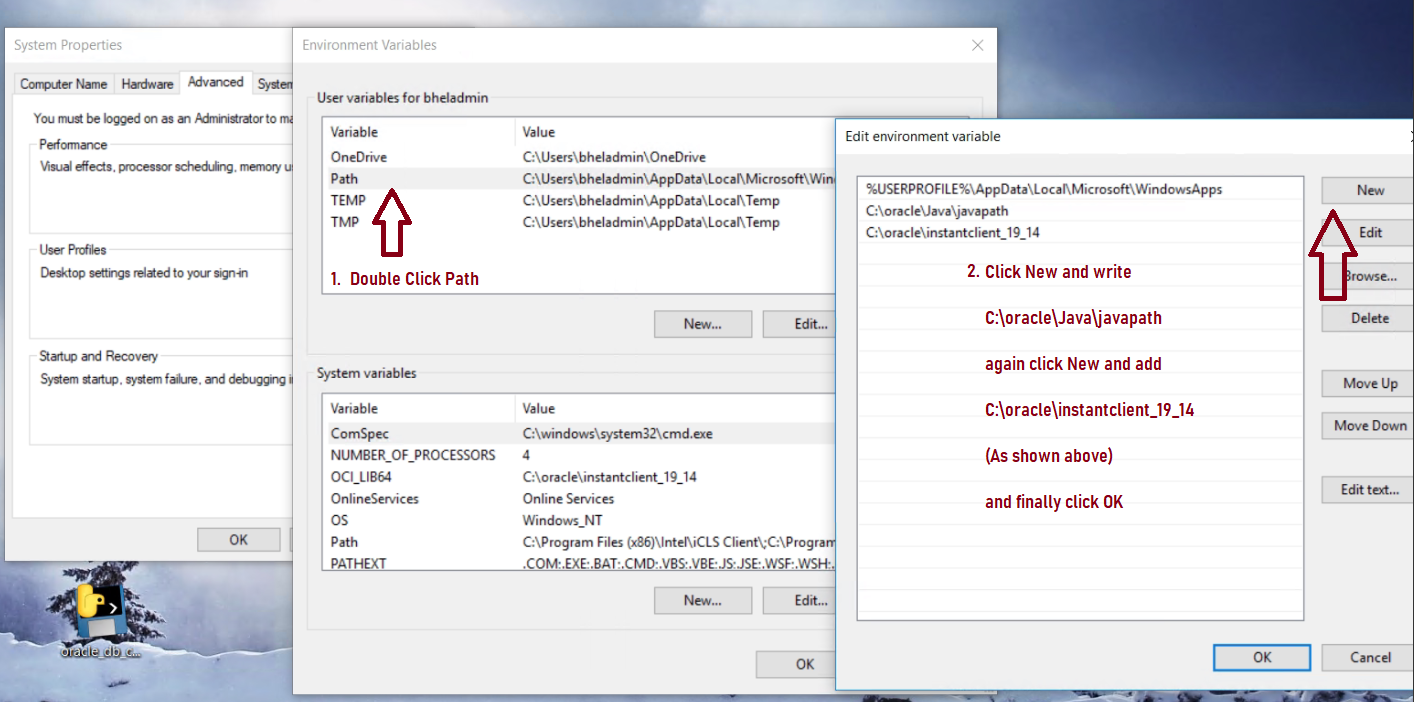 System Properties
Computer Name
Hardware
Advanced
System
You must be logged on as an Administrator to
Performance
Visual effects, processor scheduling, memory
User Profiles
Desktop settings related to your sign-in
Startup and Recovery
System startup, system failure, and debugging
OK
oracle_db_c...
Environment Variables
User variables for bheladmin
Variable Value
OneDrive C:\Users\bheladmin\OneDrive
Path C:\Users\bheladmin\AppData\Local\Microsoft\Win
TEMP C:\Users\bheladmin\AppData\Local\Temp
TMP C:\Users\bheladmin\AppData\Local\Temp
1. Double Click Path
New...
Edit...
System variables
Variable Value
ComSpec C:\windows\system32\cmd.exe
NUMBER_OF_PROCESSORS 4
OCI_LIB64 C:\oracle\instantclient_19_14
OnlineServices Online Services
OS Windows_NT
Path C:\Program Files (x86)\Intel\iCLS Client\;C:\Program
PATHEXT .COM;.EXE;.BAT;.CMD;.VBS;.VBE;.JS;.JSE;.WSF;.WSH;.
New...
Edit...
OK
Edit environment variable
%USERPROFILE%\AppData\Local\Microsoft\WindowsApps
C:\oracle\Java\javapath
C:\oracle\instantclient_19_14
2. Click New and write
C:\oracle\Java\javapath
again click New and add
C:\oracle\instantclient_19_14
(As shown above)
and finally click OK
New
Edit
Browse...
Delete
Move Up
Move Down
Edit text...
OK
Cancel